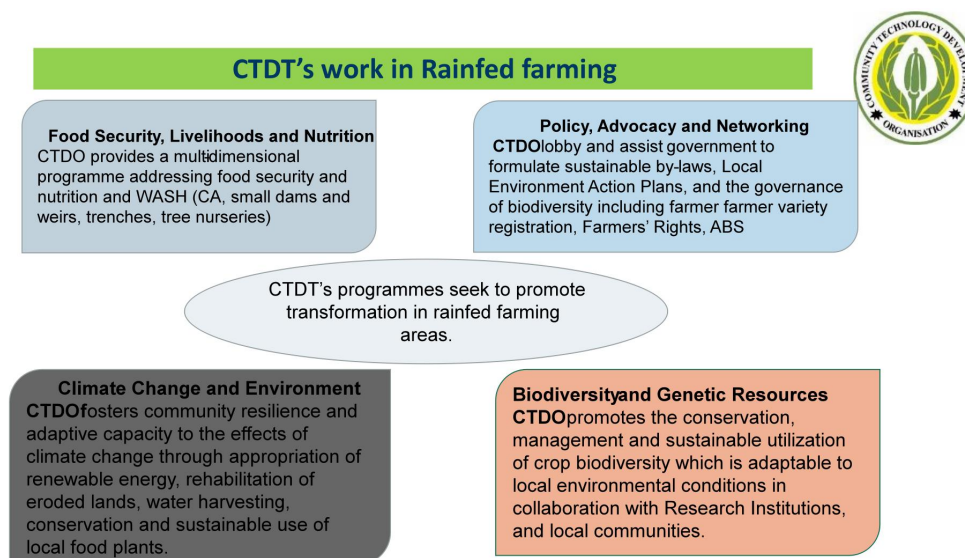 CTDT's work in Rainfed farming
COMMUNITY TECHNOLOGY DEVELOPMENT
ORGANISATION
Food Security, Livelihoods and Nutrition
CTDO provides a multi-dimensional
programme addressing food security and
nutrition and WASH (CA, small dams and
weirs, trenches, tree nurseries)
Policy, Advocacy and Networking
CTDOlobby and assist government to
formulate sustainable by-laws, Local
Environment Action Plans, and the governance
of biodiversity including farmer farmer variety
registration, Farmers' Rights, ABS
CTDT's programmes seek to promote
transformation in rainfed farming
areas.
Climate Change and Environment
CTDOfosters community resilience and
adaptive capacity to the effects of
climate change through appropriation of
renewable energy, rehabilitation of
eroded lands, water harvesting,
conservation and sustainable use of
local food plants.
Biodiversityand Genetic Resources
CTDOpromotes the conservation,
management and sustainable utilization
of crop biodiversity which is adaptable to
local environmental conditions in
collaboration with Research Institutions,
and local communities.